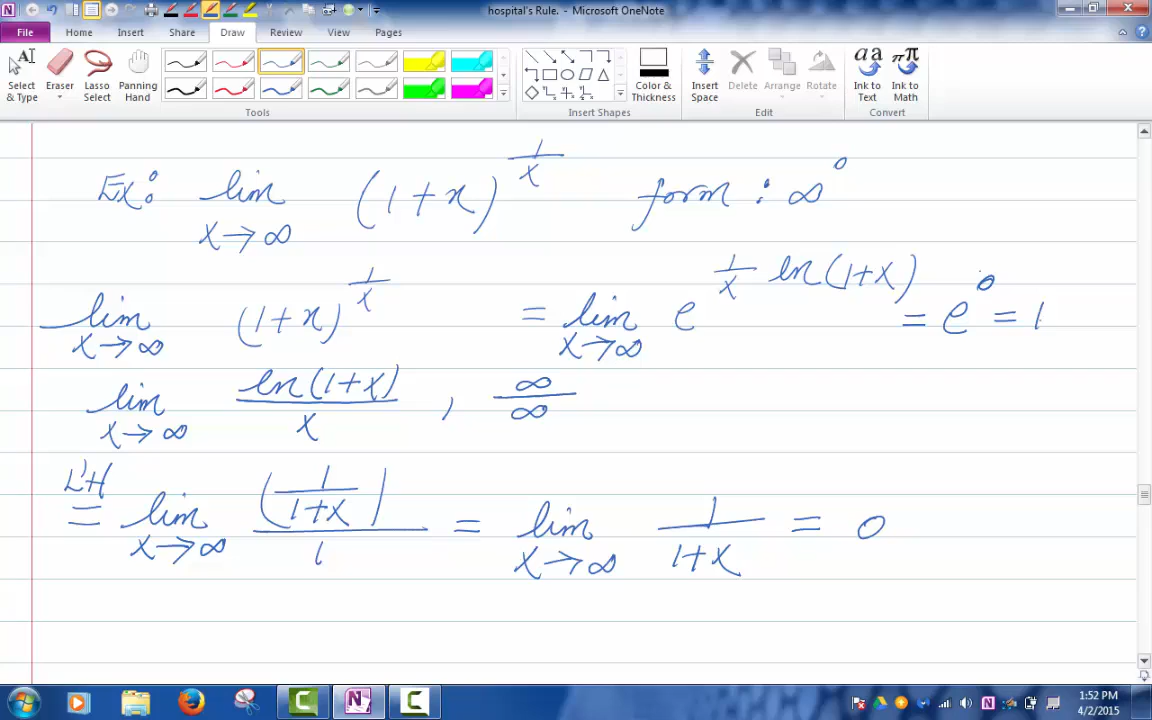 hospital's Rule. - Microsoft OneNote
File Home Insert Share Draw Review View Pages
Select & Type Eraser Lasso Select Panning Hand Color & Thickness Insert Space Delete Arrange Rotate Ink to Text Ink to Math
Tools Insert Shapes Edit Convert
Ex: lim x→∞ (1+x)^(1/x) form : ∞^0
lim x→∞ (1+x)^(1/x) = lim x→∞ e^(1/x ln(1+x)) = e^0 = 1
lim x→∞ ln(1+x)/x , ∞/∞
L'H = lim x→∞ (1/(1+x))/1 = lim x→∞ 1/(1+x) = 0
1:52 PM
4/2/2015